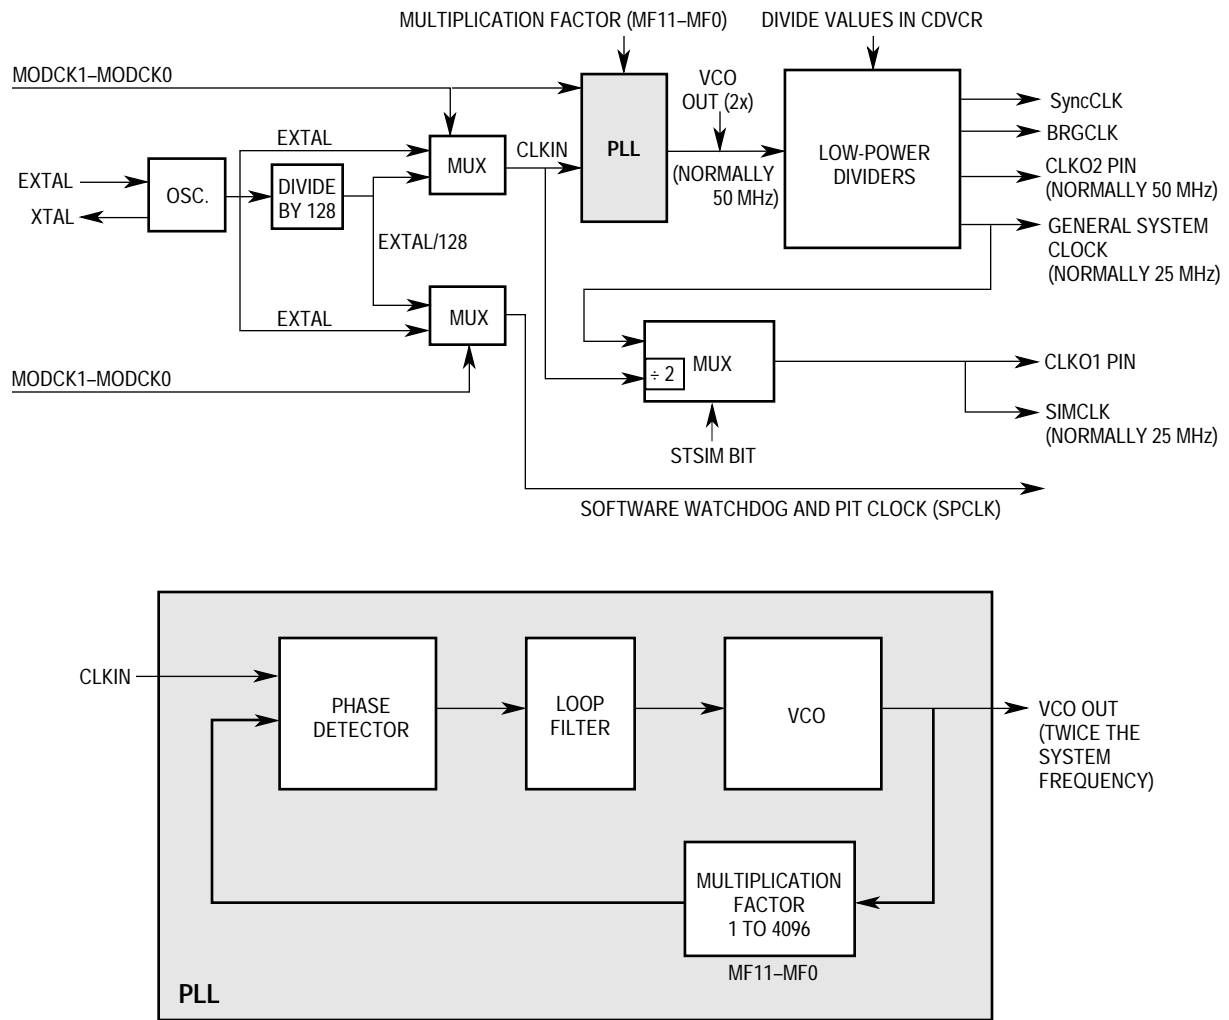 MULTIPLICATION FACTOR (MF11–MF0)
DIVIDE VALUES IN CDVCR
MODCK1–MODCK0
VCO
OUT (2x)
SyncCLK
BRGCLK
EXTAL
MUX
CLKIN
PLL
(NORMALLY
50 MHz)
LOW-POWER
DIVIDERS
CLKO2 PIN
(NORMALLY 50 MHz)
EXTAL
XTAL
OSC.
DIVIDE
BY 128
EXTAL/128
GENERAL SYSTEM
CLOCK
(NORMALLY 25 MHz)
EXTAL
MUX
÷ 2
MUX
CLKO1 PIN
MODCK1–MODCK0
SIMCLK
(NORMALLY 25 MHz)
STSIM BIT
SOFTWARE WATCHDOG AND PIT CLOCK (SPCLK)
CLKIN
PHASE
DETECTOR
LOOP
FILTER
VCO
VCO OUT
(TWICE THE
SYSTEM
FREQUENCY)
MULTIPLICATION
FACTOR
1 TO 4096
MF11–MF0
PLL